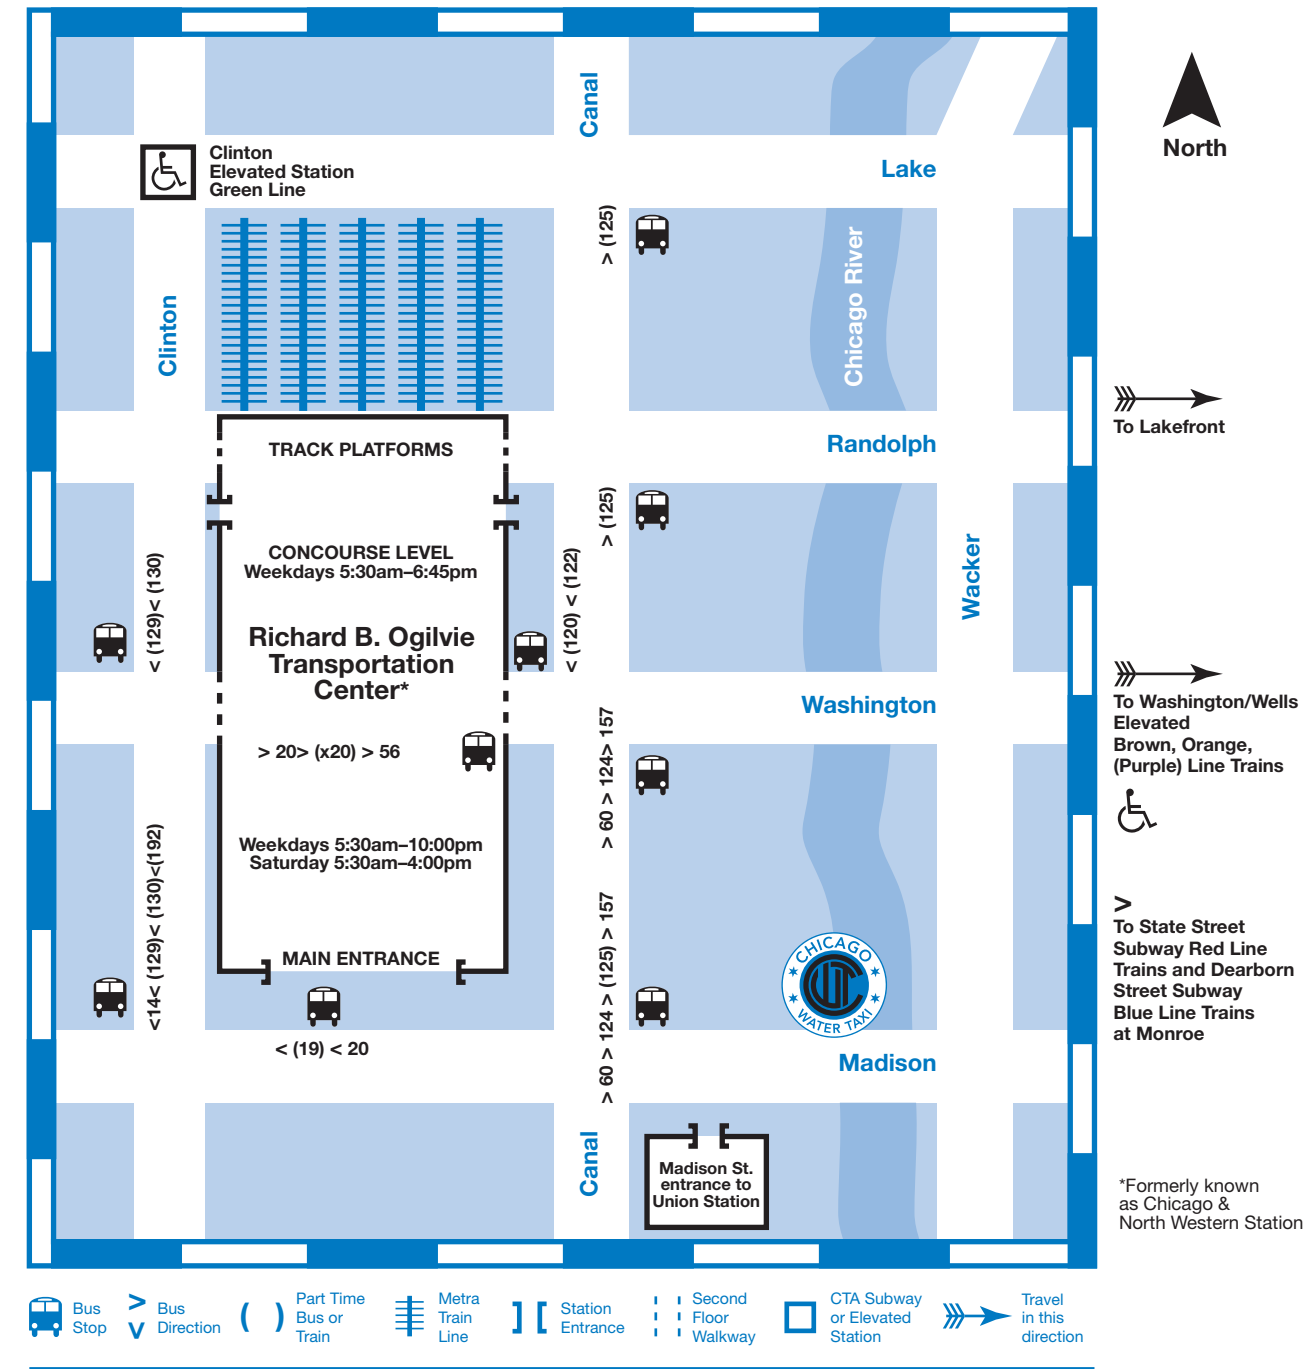 Canal
North
Clinton
Elevated Station
Green Line
Lake
> (125)
Chicago River
Clinton
To Lakefront
Randolph
TRACK PLATFORMS
> (125)
CONCOURSE LEVEL
Weekdays 5:30am–6:45pm
< (129)< (130)
< (120) < (122)
Wacker
Richard B. Ogilvie
Transportation
Center*
Washington
To Washington/Wells
Elevated
Brown, Orange,
(Purple) Line Trains
> 20> (x20) > 56
> 60 > 124> 157
Weekdays 5:30am–10:00pm
Saturday 5:30am–4:00pm
<14< (129)< (130)<(192)
> 60 > 124 > (125) > 157
>
To State Street
Subway Red Line
Trains and Dearborn
Street Subway
Blue Line Trains
at Monroe
MAIN ENTRANCE
CHICAGO
WATER TAXI
< (19) < 20
Madison
Canal
Madison St.
entrance to
Union Station
*Formerly known
as Chicago &
North Western Station
Bus
Stop
>
V
Bus
Direction
( )
Part Time
Bus or
Train
Metra
Train
Line
Station
Entrance
Second
Floor
Walkway
CTA Subway
or Elevated
Station
Travel
in this
direction